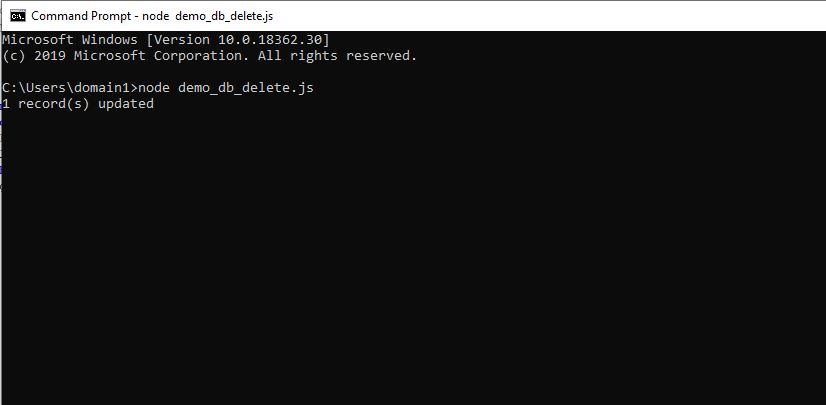 Command Prompt - node demo_db_delete.js
Microsoft Windows [Version 10.0.18362.30]
(c) 2019 Microsoft Corporation. All rights reserved.
C:\Users\domain1>node demo_db_delete.js
1 record(s) updated